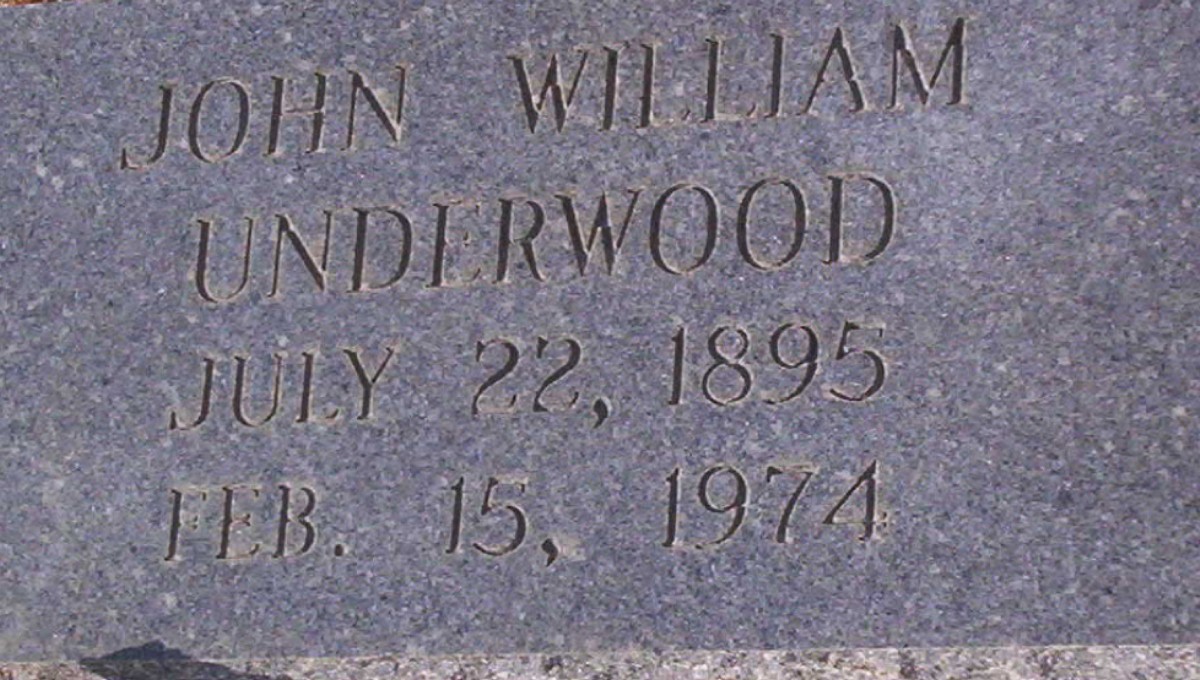 JOHN WILLIAM
UNDERWOOD
JULY 22, 1895
FEB. 15, 1974